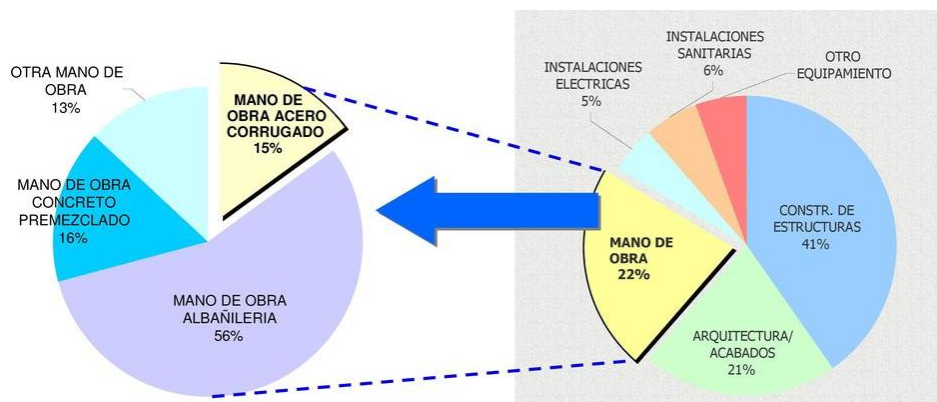 OTRA MANO DE
OBRA
13%
MANO DE
OBRA ACERO
CORRUGADO
15%
MANO DE OBRA
CONCRETO
PREMEZCLADO
16%
MANO DE OBRA
ALBAÑILERIA
56%
INSTALACIONES
SANITARIAS
6%
INSTALACIONES
ELECTRICAS
5%
OTRO
EQUIPAMIENTO
CONSTR. DE
ESTRUCTURAS
41%
MANO DE
OBRA
22%
ARQUITECTURA/
ACABADOS
21%